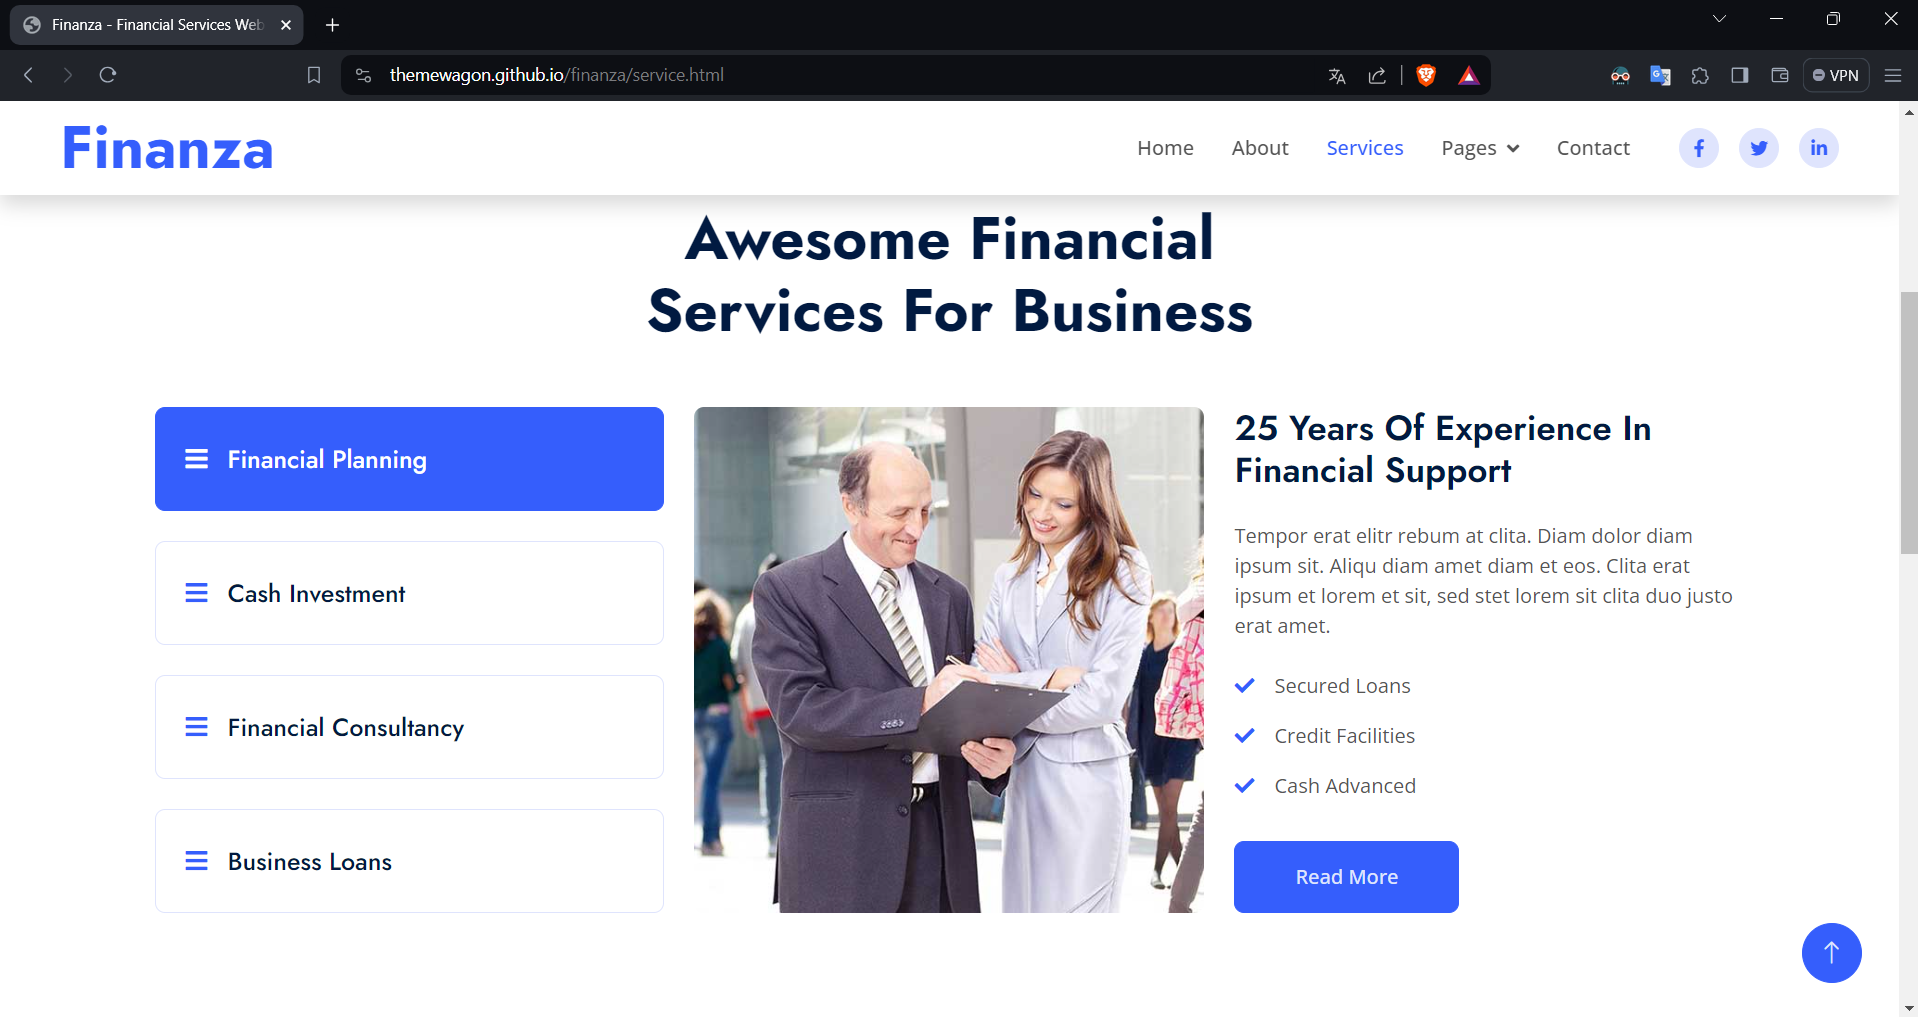 Finanza - Financial Services Web
themewagon.github.io/finanza/service.html
VPN
Finanza
Home
About
Services
Pages
Contact
Awesome Financial
Services For Business
Financial Planning
Cash Investment
Financial Consultancy
Business Loans
25 Years Of Experience In
Financial Support
Tempor erat elitr rebum at clita. Diam dolor diam
ipsum sit. Aliqu diam amet diam et eos. Clita erat
ipsum et lorem et sit, sed stet lorem sit clita duo justo
erat amet.
Secured Loans
Credit Facilities
Cash Advanced
Read More